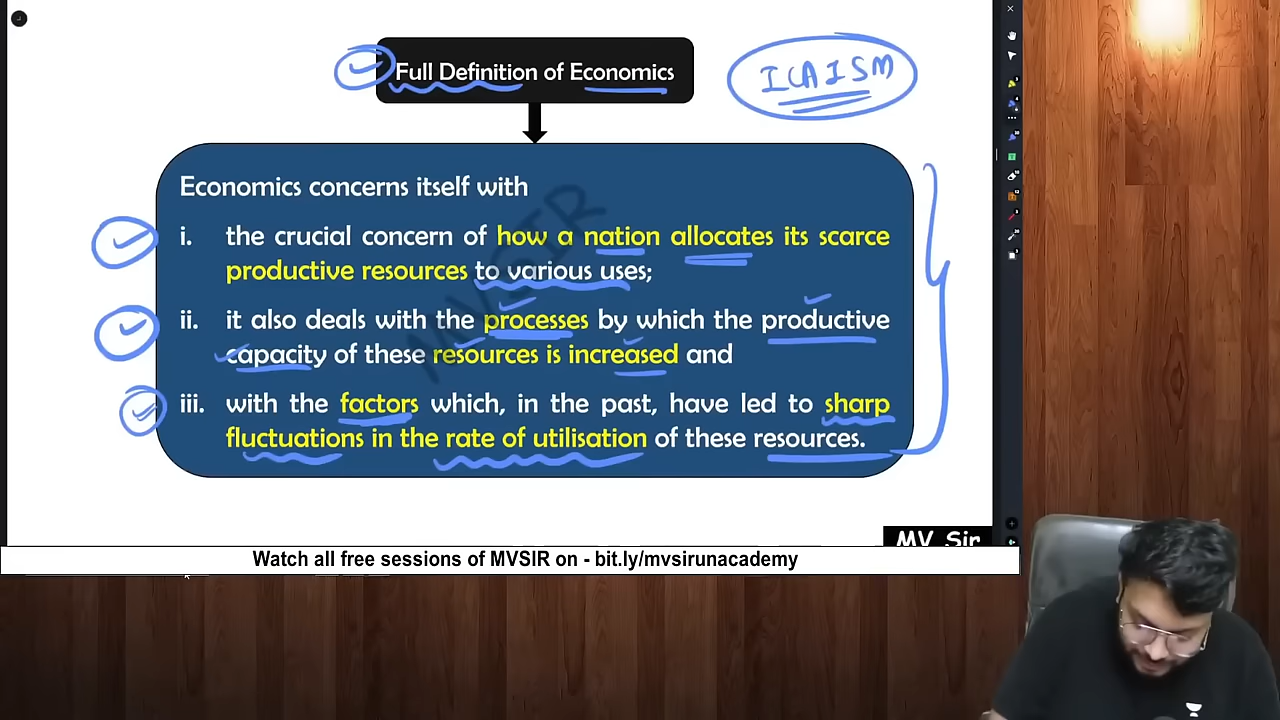 Full Definition of Economics
ICAISM
Economics concerns itself with
i. the crucial concern of how a nation allocates its scarce
productive resources to various uses;
ii. it also deals with the processes by which the productive
capacity of these resources is increased and
iii. with the factors which, in the past, have led to sharp
fluctuations in the rate of utilisation of these resources.
MVSIR
MV Sir
Watch all free sessions of MVSIR on - bit.ly/mvsirunacademy